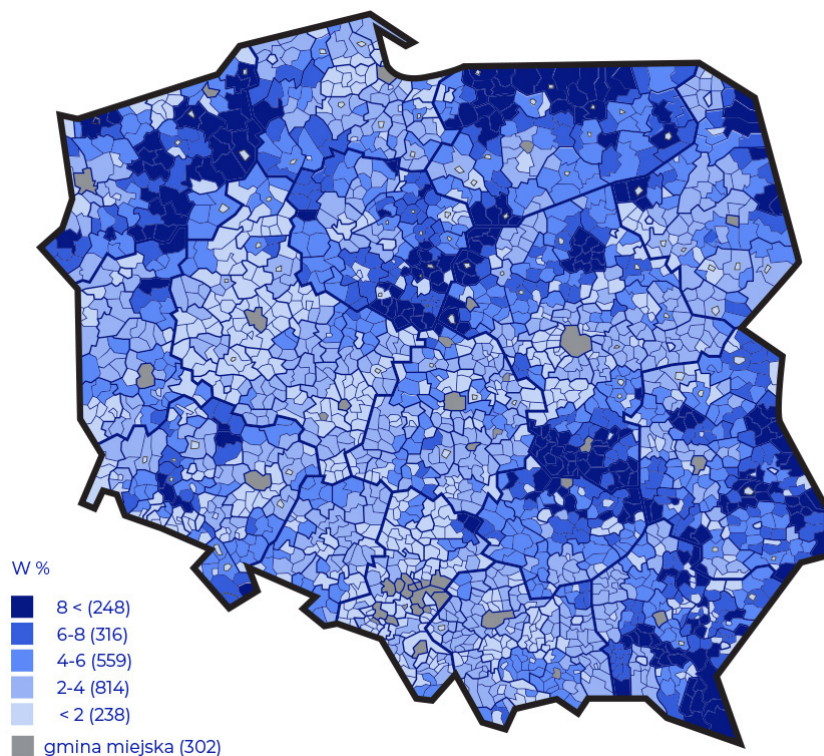 W %
8 < (248)
6-8 (316)
4-6 (559)
2-4 (814)
< 2 (238)
gmina miejska (302)